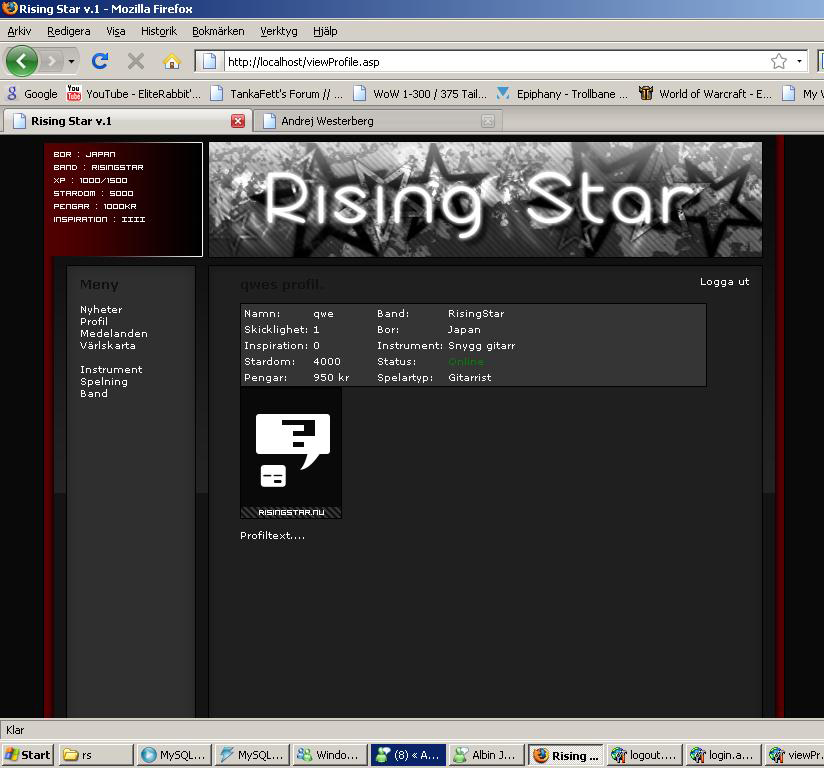 Rising Star v.1 - Mozilla Firefox
Arkiv Redigera Visa Historik Bokmärken Verktyg Hjälp
http://localhost/viewProfile.asp
Google YouTube - EliteRabbit'... TankaFett's Forum // ... WoW 1-300 / 375 Tail... Epiphany - Trollbane ... World of Warcraft - E... My W
Rising Star v.1 Andrej Westerberg
BOR : JAPAN
BAND : RISINGSTAR
XP : 1000/1500
STARDOM : 5000
PENGAR : 1000KR
INSPIRATION : IIII
Rising Star
Meny
Nyheter
Profil
Medelanden
Världskarta
Instrument
Spelning
Band
qwes profil.
Logga ut
Namn: qwe Band: RisingStar
Skicklighet: 1 Bor: Japan
Inspiration: 0 Instrument: Snygg gitarr
Stardom: 4000 Status: Online
Pengar: 950 kr Spelartyp: Gitarrist
?
RISINGSTAR.NU
Profiltext....
Klar
Start rs MySQL... MySQL... Windo... (8) « A... Albin J... Rising ... logout.... login.a... viewPr.